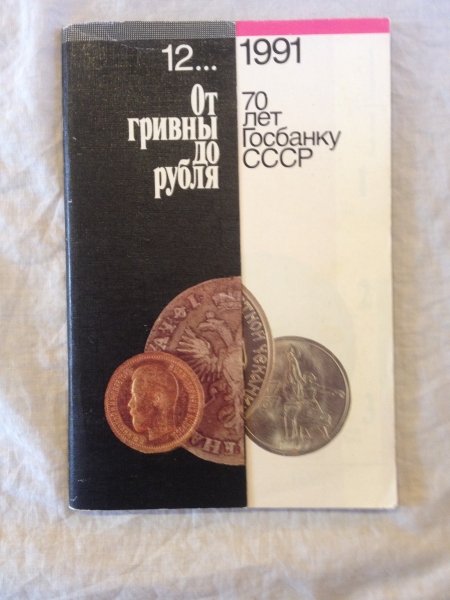 12...
От
гривны
до
рубля
1991
70
лет
Госбанку
СССР